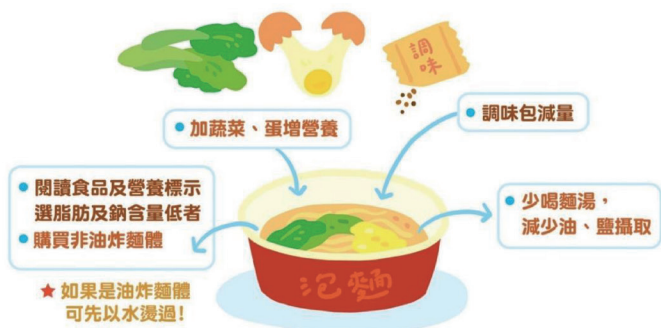 調味
加蔬菜、蛋增營養
調味包減量
閱讀食品及營養標示
選脂肪及鈉含量低者
購買非油炸麵體
★如果是油炸麵體
可先以水燙過!
少喝麵湯，
減少油、鹽攝取
泡麵